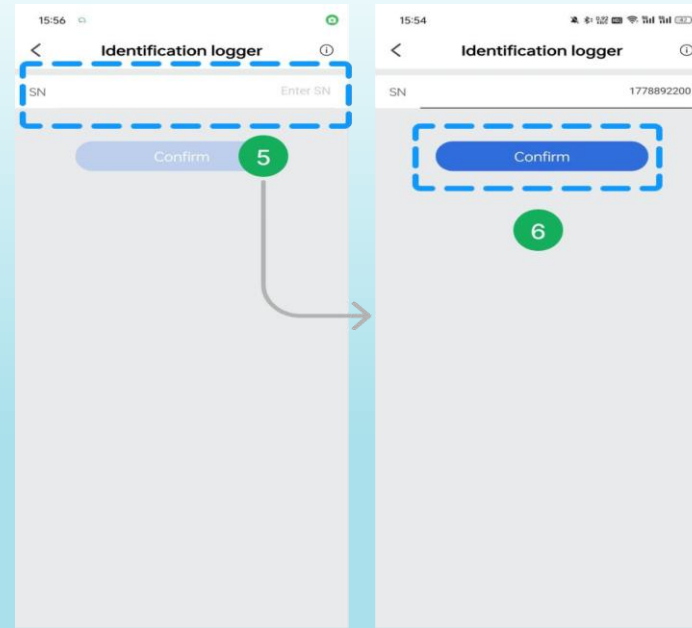 15:56
Identification logger
SN Enter SN
Confirm
5
15:54
Identification logger
SN 1778892200
Confirm
6